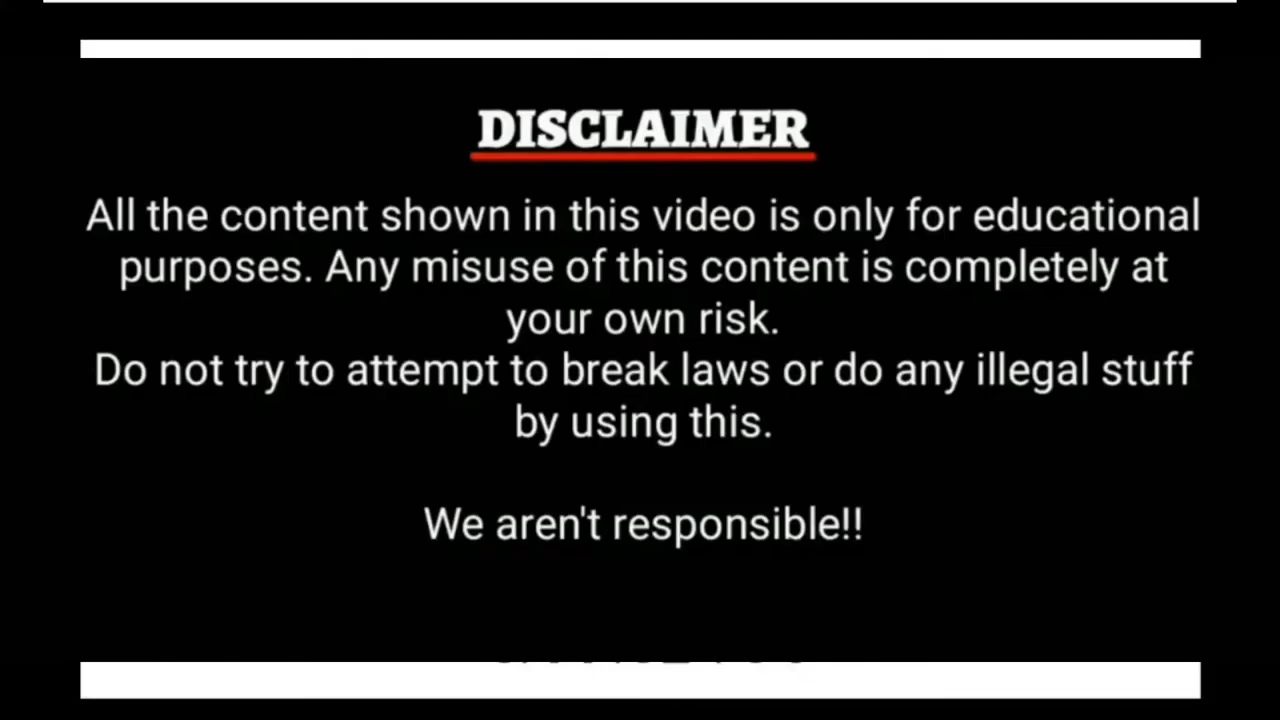 DISCLAIMER
All the content shown in this video is only for educational
purposes. Any misuse of this content is completely at
your own risk.
Do not try to attempt to break laws or do any illegal stuff
by using this.
We aren't responsible!!